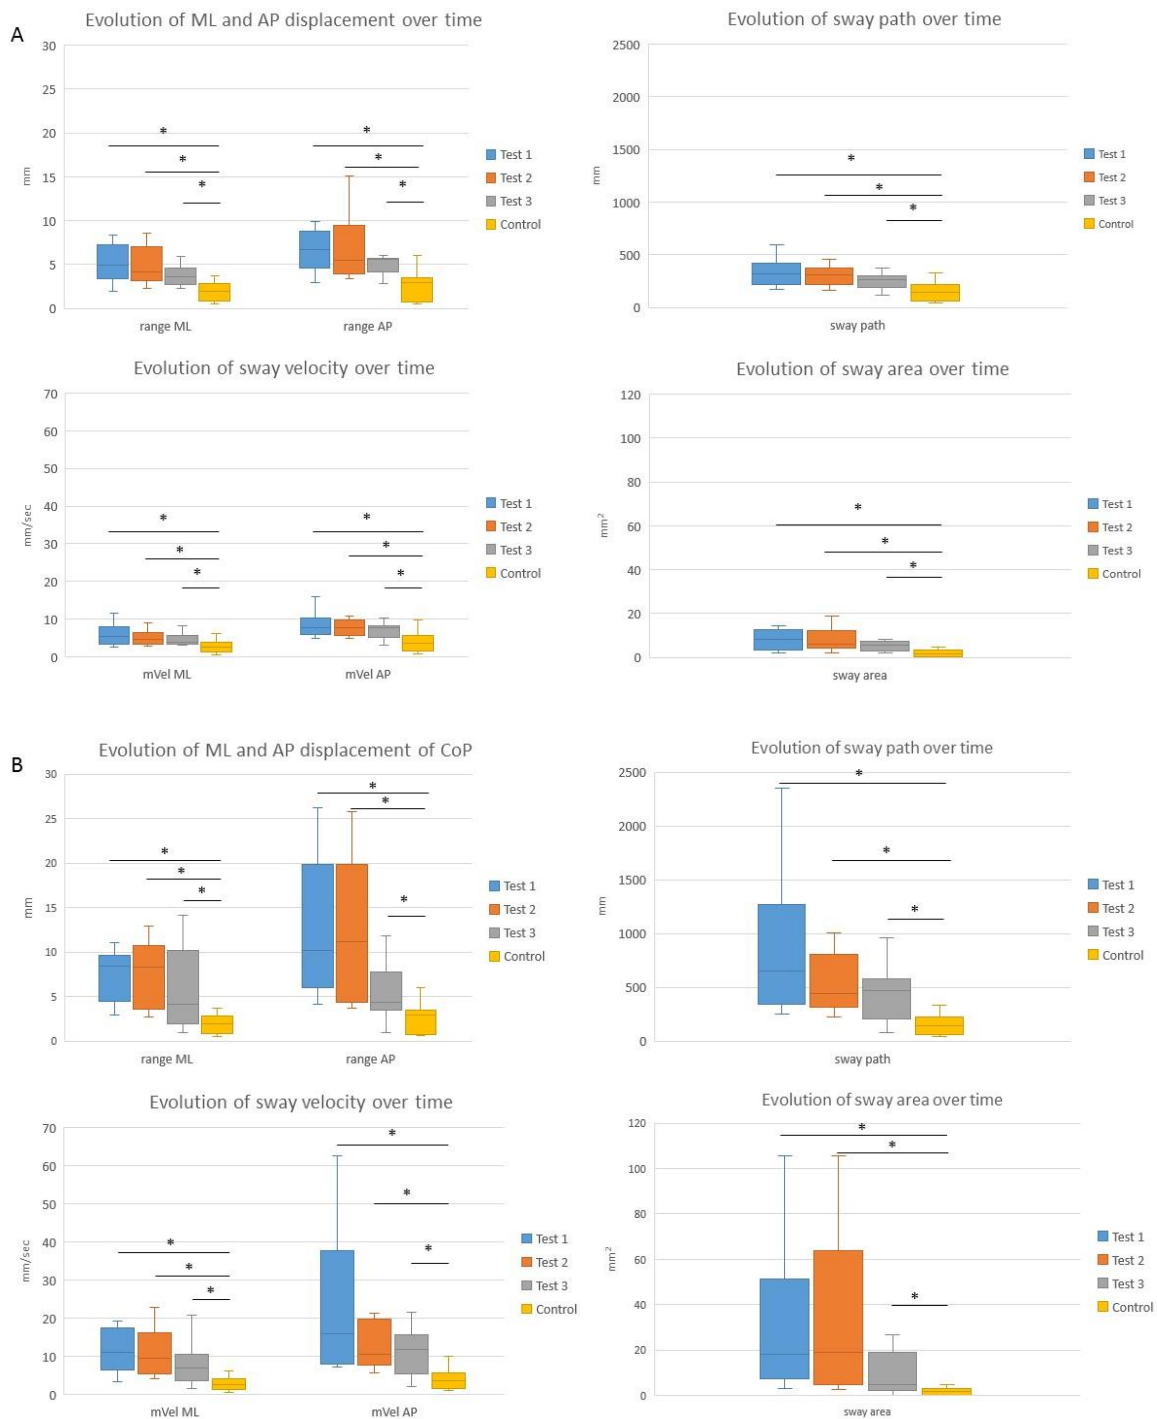 A
Evolution of ML and AP displacement over time
30
25
20
15
10
5
0
mm
*
*
*
*
*
*
range ML
range AP
Test 1
Test 2
Test 3
Control
Evolution of sway path over time
2500
2000
1500
1000
500
0
mm
*
*
*
sway path
Test 1
Test 2
Test 3
Control
Evolution of sway velocity over time
70
60
50
40
30
20
10
0
mm/sec
*
*
*
*
*
*
mVel ML
mVel AP
Test 1
Test 2
Test 3
Control
Evolution of sway area over time
120
100
80
60
40
20
0
mm²
*
*
*
sway area
Test 1
Test 2
Test 3
Control
B
Evolution of ML and AP displacement of CoP
30
25
20
15
10
5
0
mm
*
*
*
*
*
*
range ML
range AP
Test 1
Test 2
Test 3
Control
Evolution of sway path over time
2500
2000
1500
1000
500
0
mm
*
*
*
sway path
Test 1
Test 2
Test 3
Control
Evolution of sway velocity over time
70
60
50
40
30
20
10
0
mm/sec
*
*
*
*
*
*
mVel ML
mVel AP
Test 1
Test 2
Test 3
Control
Evolution of sway area over time
120
100
80
60
40
20
0
mm²
*
*
*
sway area
Test 1
Test 2
Test 3
Control